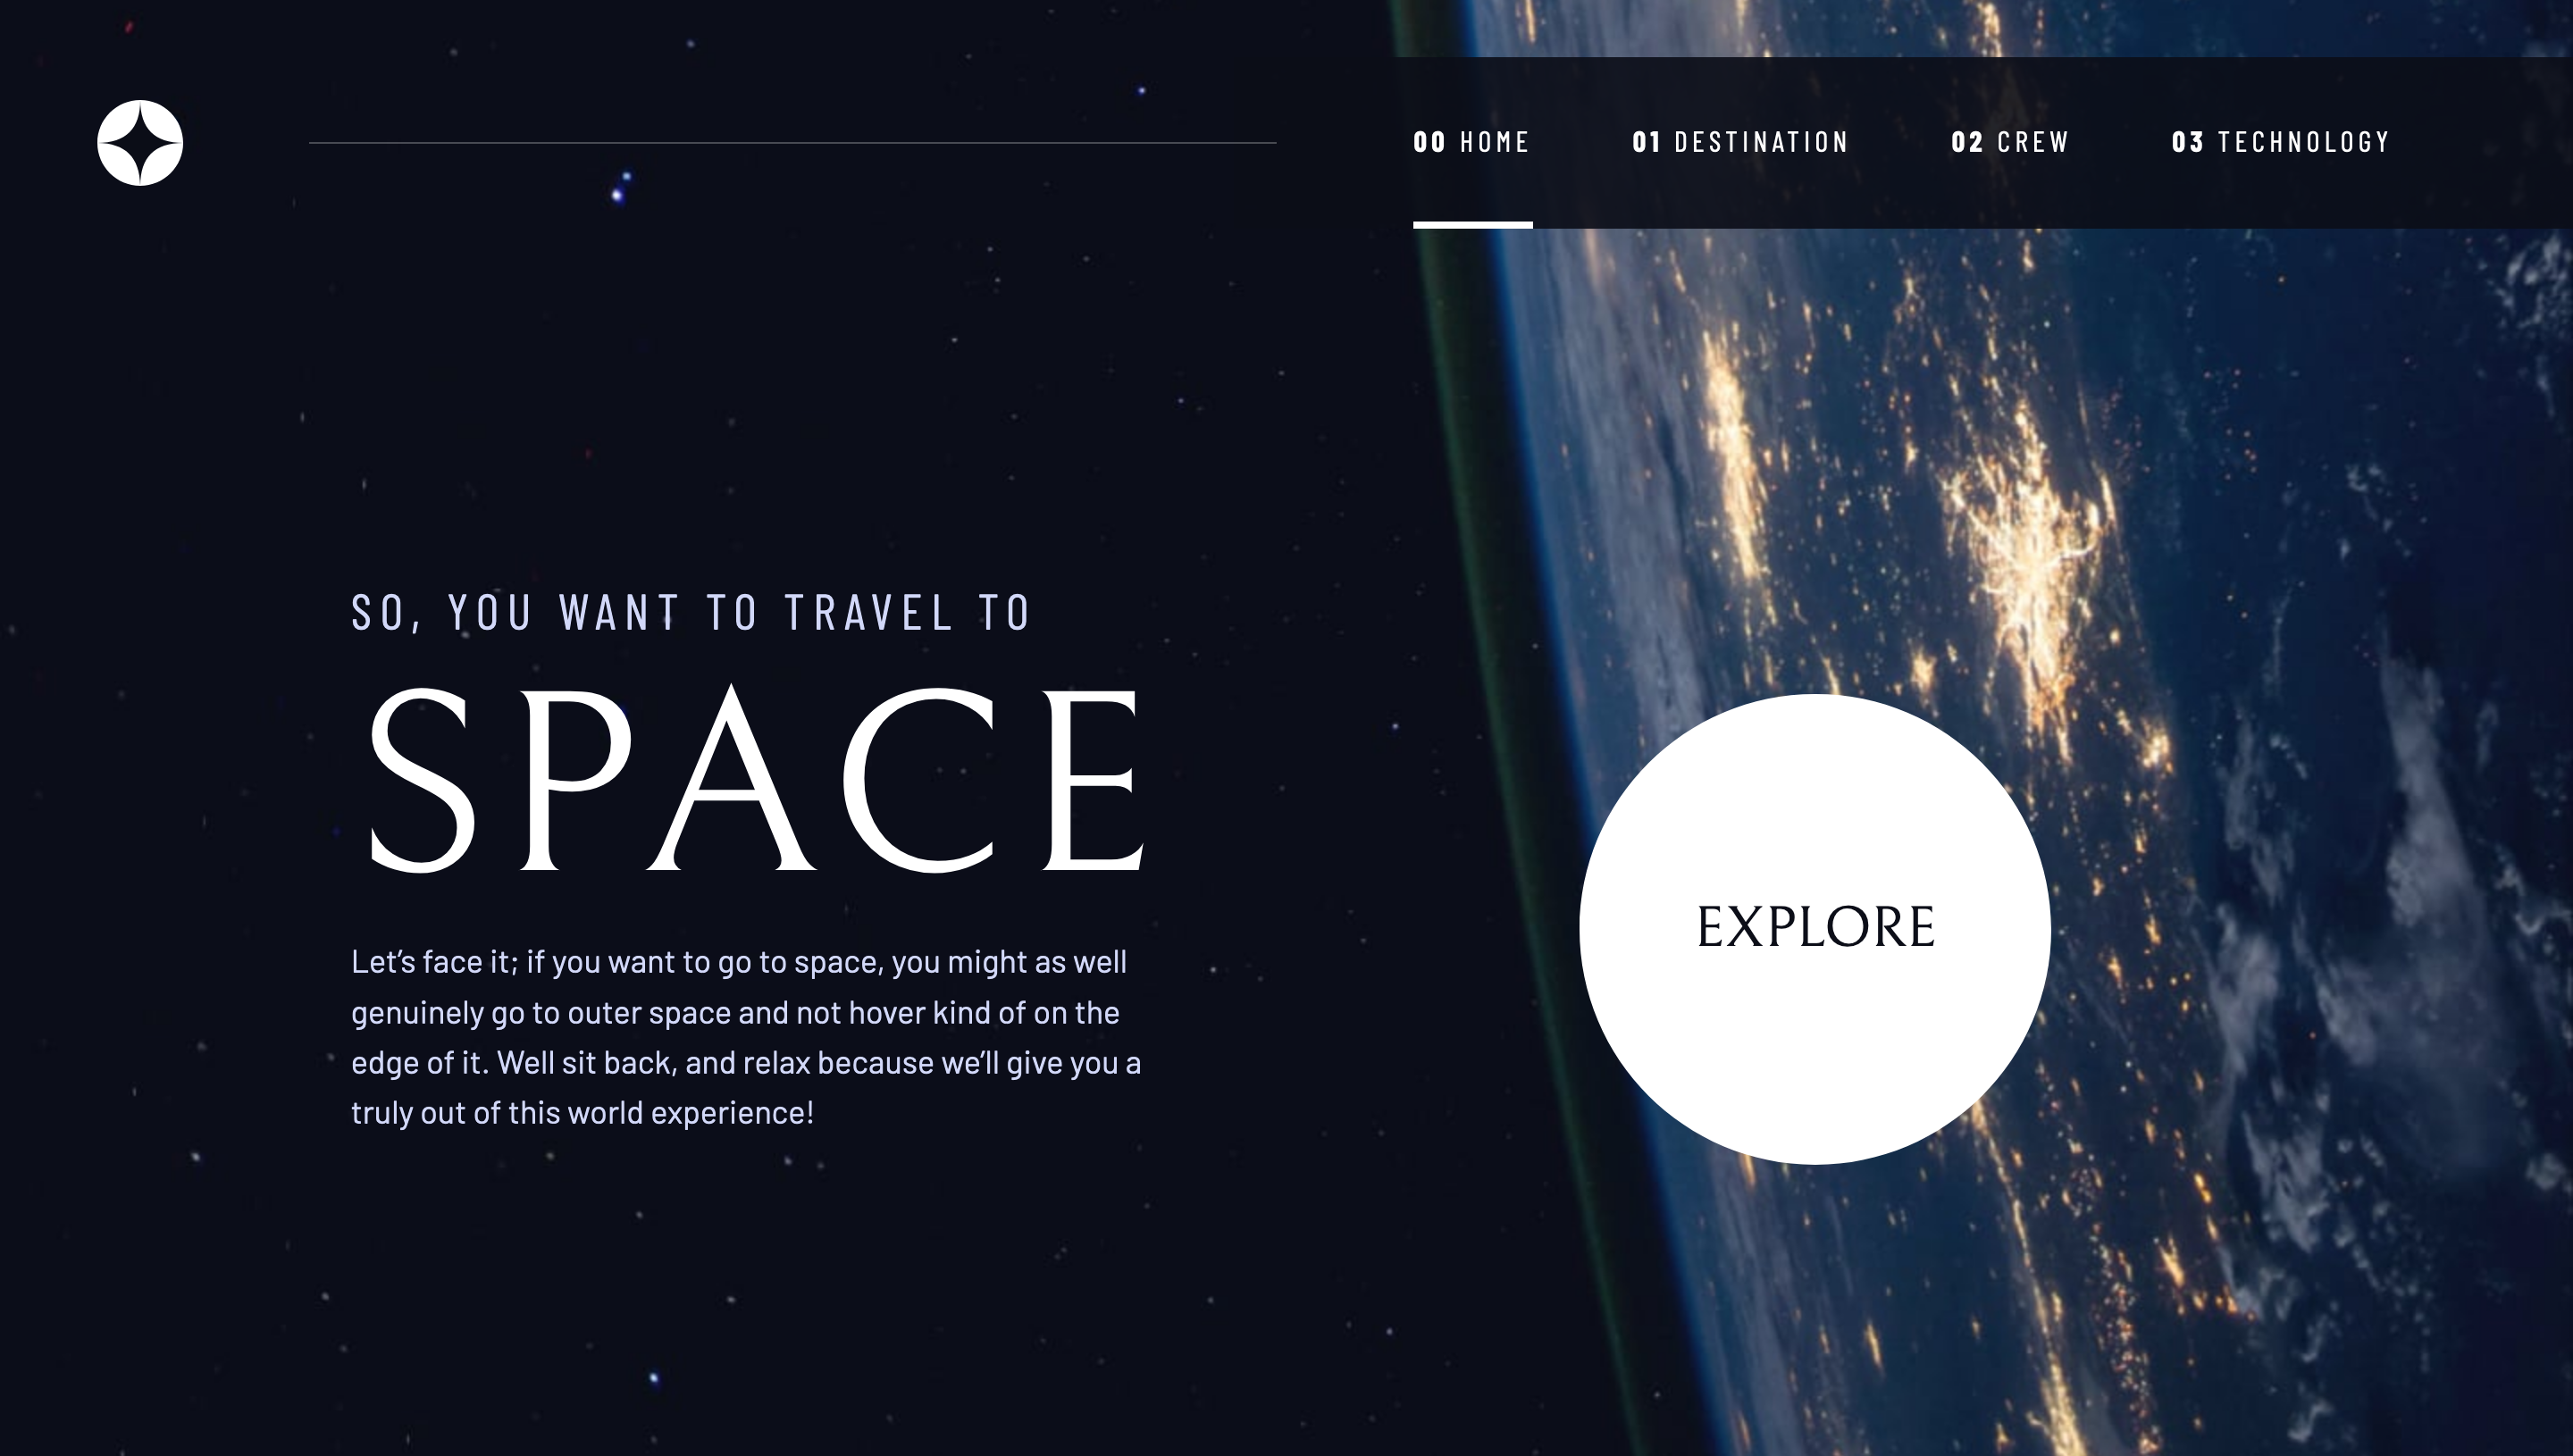 00 HOME 01 DESTINATION 02 CREW 03 TECHNOLOGY
SO, YOU WANT TO TRAVEL TO
SPACE
Let’s face it; if you want to go to space, you might as well
genuinely go to outer space and not hover kind of on the
edge of it. Well sit back, and relax because we’ll give you a
truly out of this world experience!
EXPLORE